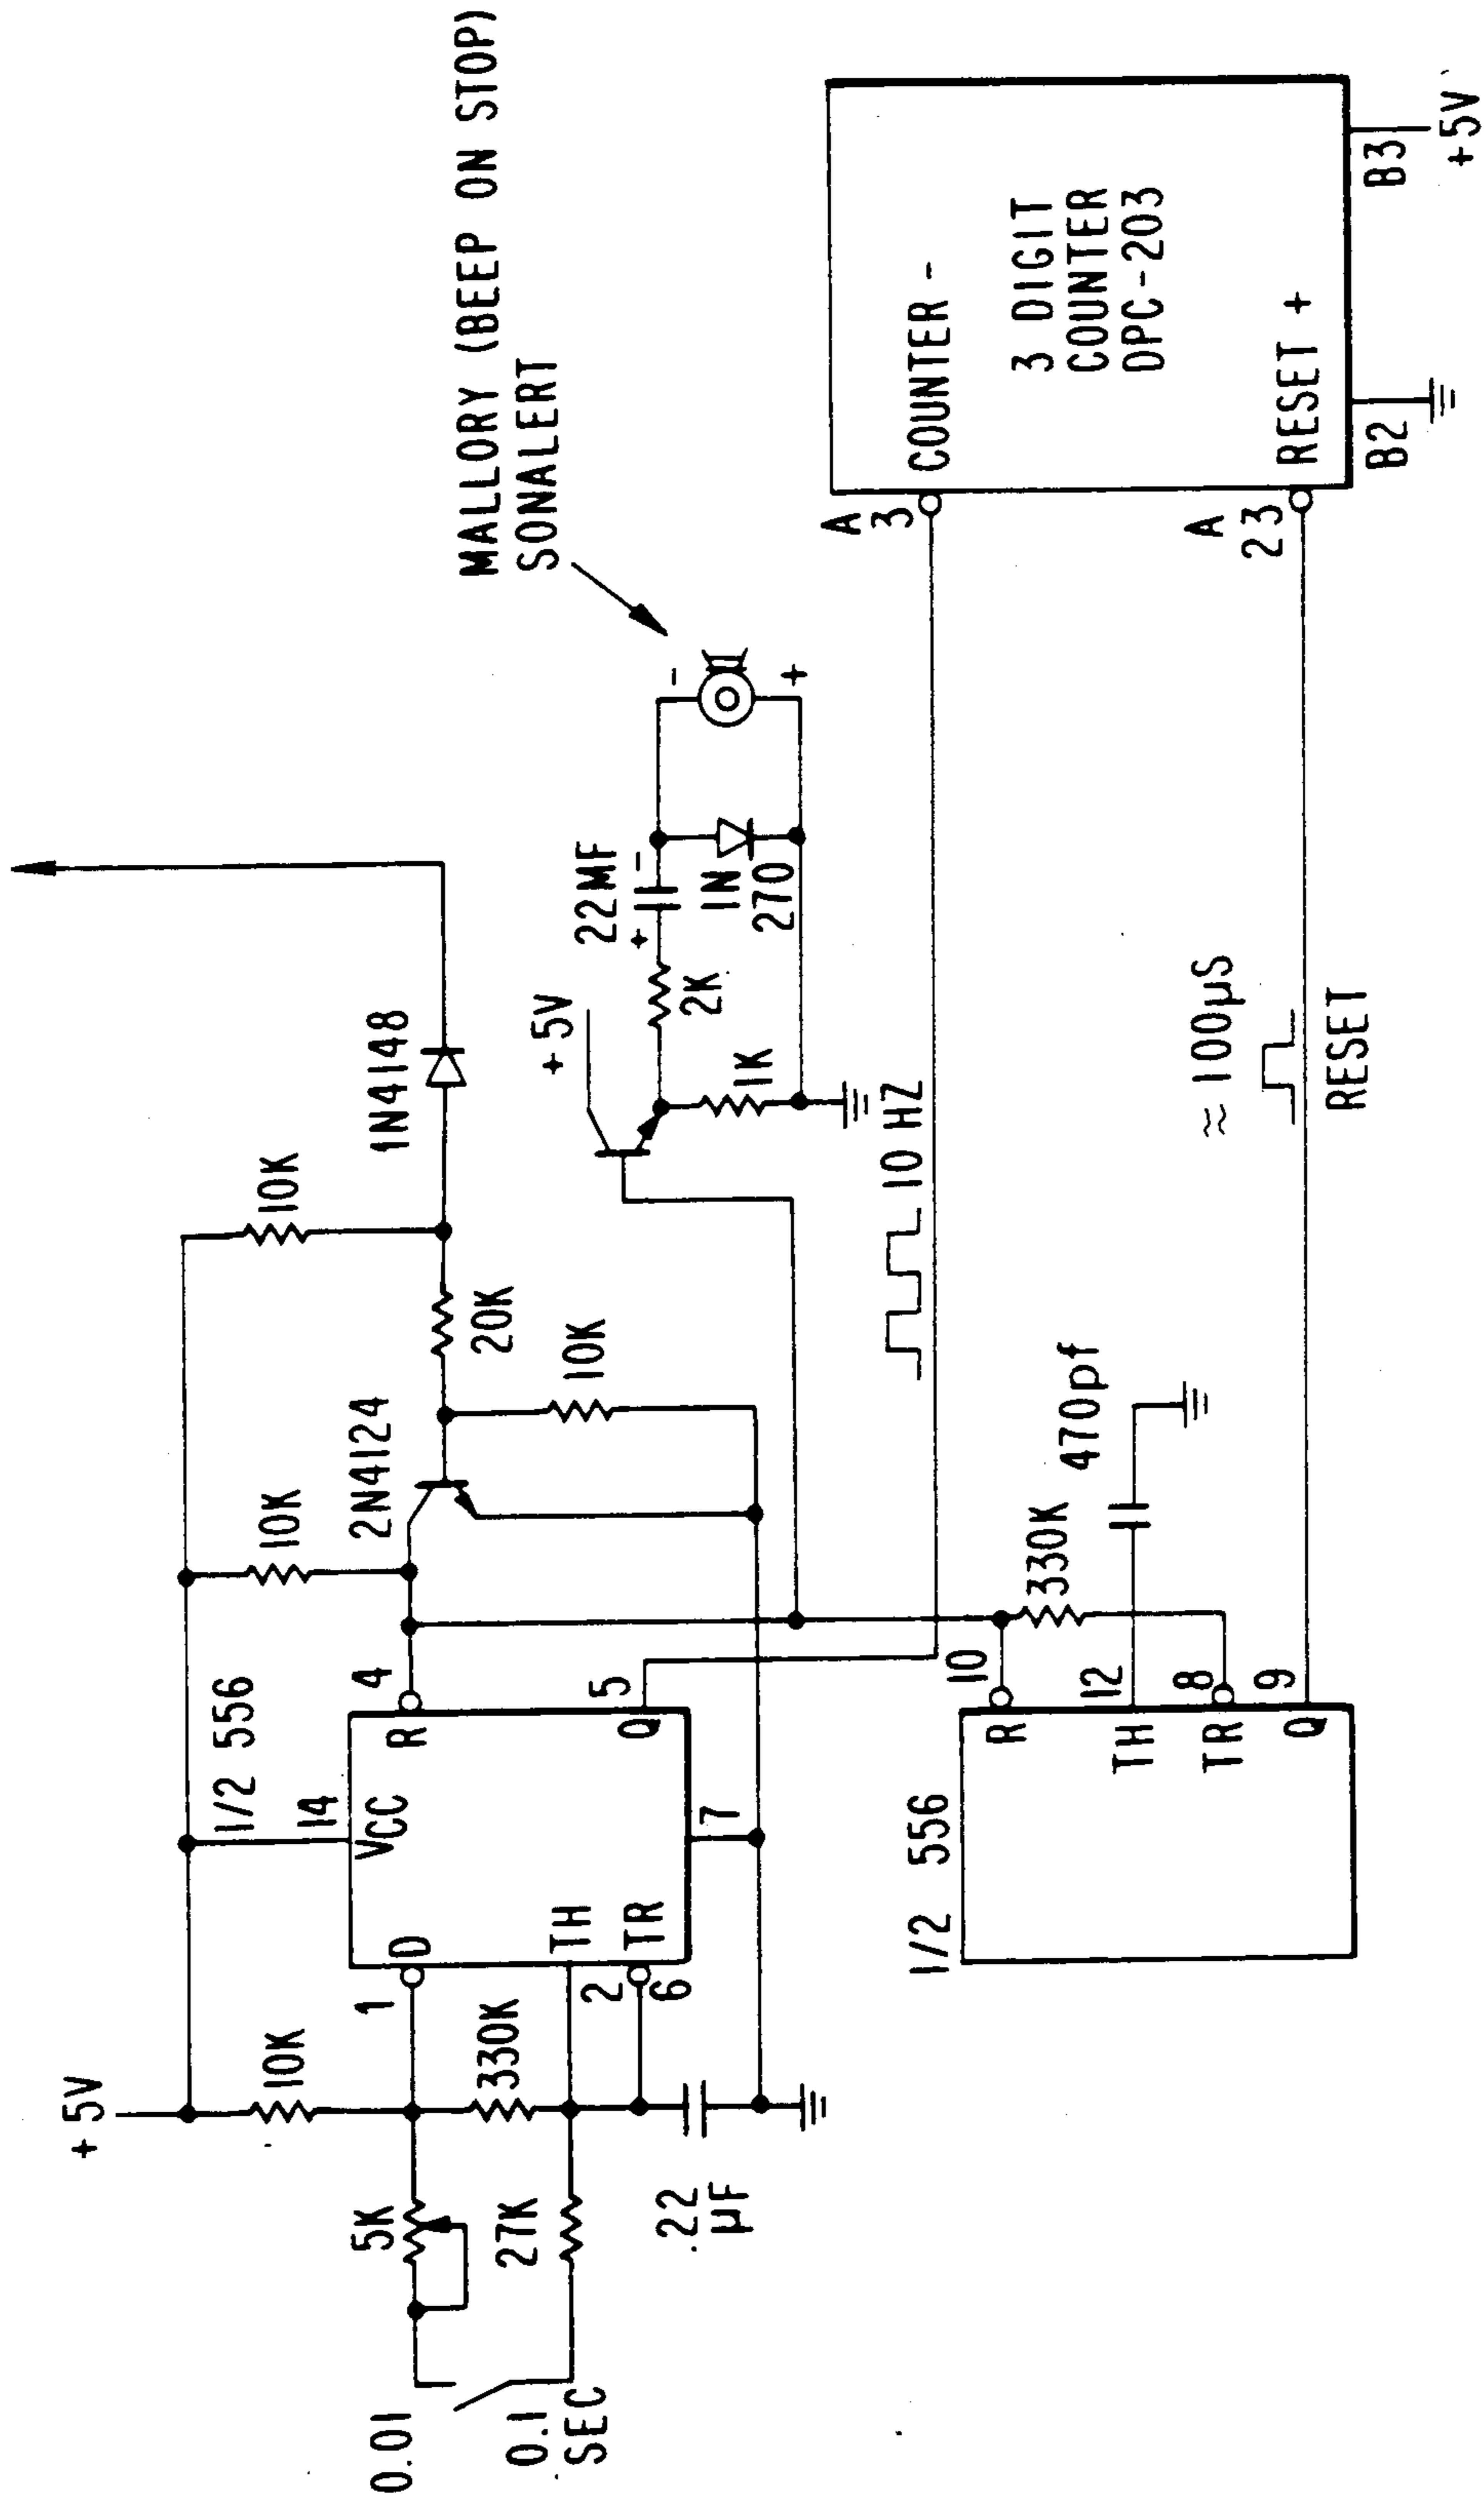 MALLORY (BEEP ON STOP)
SONALERT
+5V
10K
10K
10K
1N4148
1/2 556
2N4124
14
VCC
4
R
1
D
5K
0.01
20K
10K
+5V
22MF
+ -
-
+
2K
1N
270
1K
330K
27K
0.1
SEC
TH
2
TR
6
5
Q
7
.22
µF
10HZ
A
3
COUNTER -
3 DIGIT
COUNTER
DPC-203
1/2 556
10
R
330K
470pf
12
TH
8
TR
9
Q
≈ 100µS
RESET
A
23
RESET +
B2
B3
+5V